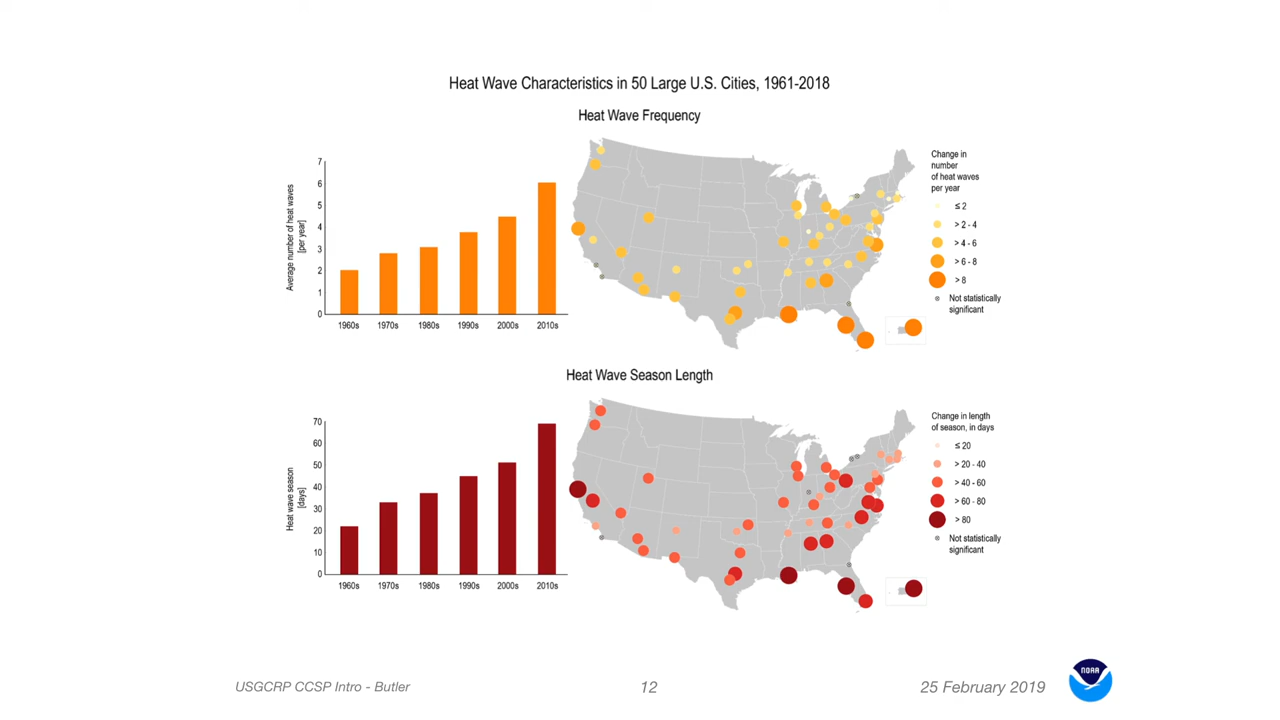 Heat Wave Characteristics in 50 Large U.S. Cities, 1961-2018
Heat Wave Frequency
Average number of heat waves
[per year]
7
6
5
4
3
2
1
0
1960s 1970s 1980s 1990s 2000s 2010s
Change in
number
of heat waves
per year
≤ 2
> 2 - 4
> 4 - 6
> 6 - 8
> 8
Not statistically
significant
Heat Wave Season Length
Heat wave season
[days]
70
60
50
40
30
20
10
0
1960s 1970s 1980s 1990s 2000s 2010s
Change in length
of season, in days
≤ 20
> 20 - 40
> 40 - 60
> 60 - 80
> 80
Not statistically
significant
USGCRP CCSP Intro - Butler
12
25 February 2019
NOAA